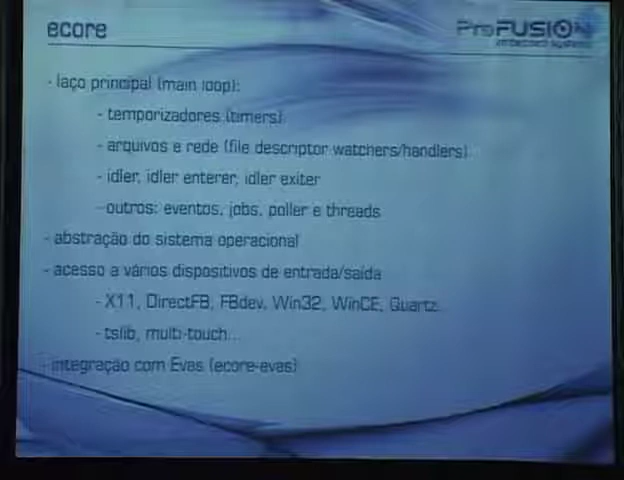 ecore
ProFUSION
embedded systems
- laço principal (main loop):
- temporizadores (timers)
- arquivos e rede (file descriptor watchers/handlers)
- idler, idler enterer, idler exiter
- outros: eventos, jobs, poller e threads
- abstração do sistema operacional
- acesso a vários dispositivos de entrada/saída
- X11, DirectFB, FBdev, Win32, WinCE, Quartz
- tslib, multi-touch...
- integração com Evas (ecore-evas)